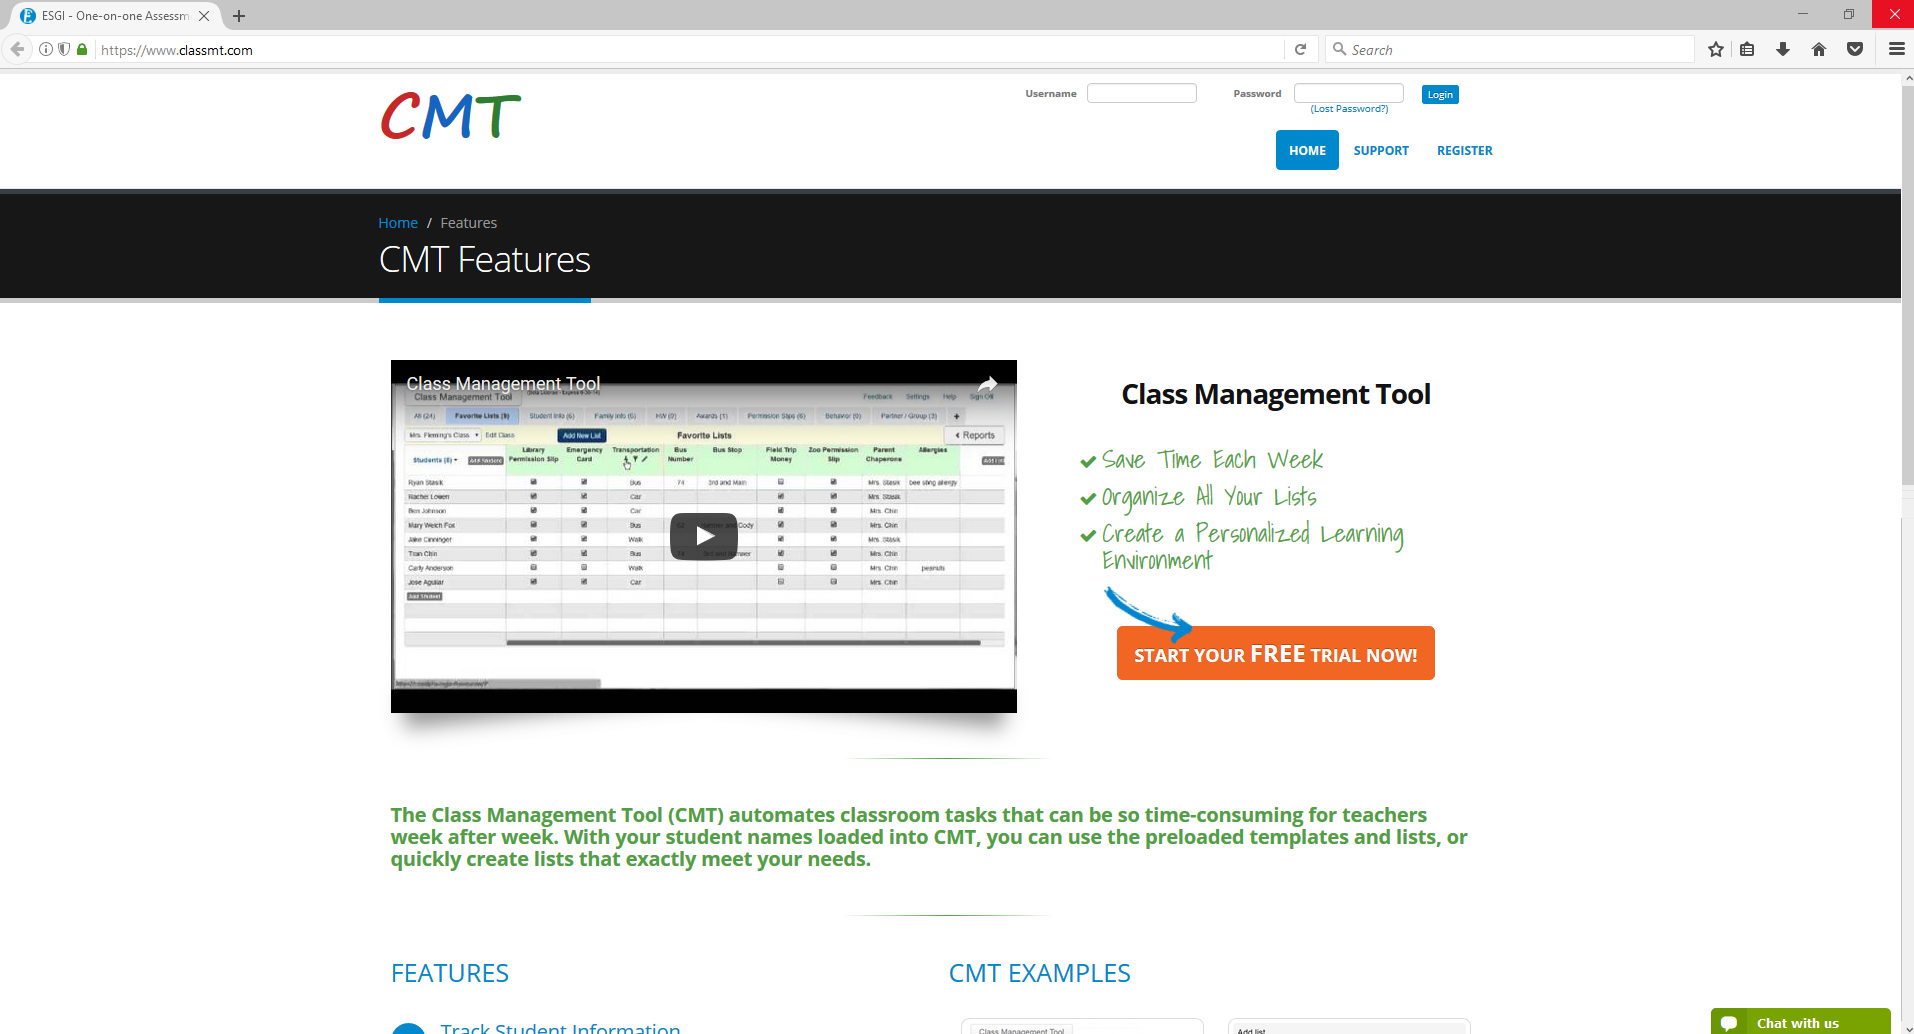 ESGI - One-on-one Assessm
https://www.classmt.com
Search
CMT
Username
Password
Login
(Lost Password?)
HOME
SUPPORT
REGISTER
Home / Features
CMT Features
Class Management Tool
Class Management Tool
Feedback Settings Help Sign Off
All (24) Favorite Lists (9) Student Info (6) Family Info (6) HW (0) Awards (1) Permission Slips (6) Behavior (0) Partner / Group (3) +
Mrs. Fleming's Class Edit Class Add New List Favorite Lists Reports
Students (8) Add Student Library Permission Slip Emergency Card Transportation Bus Number Bus Stop Field Trip Money Zoo Permission Slip Parent Chaperone Allergies
Ryan Stasik Bus 74 3rd and Main Mrs. Stasik bee sting allergy
Rachel Lowen Car Mrs. Stasik
Ben Johnson Car Mrs. Chin
Mary Welch Fox Bus and Cody Mrs. Chin
Jake Cinninger Walk Mrs. Stasik
Tran Chin Bus Mrs. Chin
Carly Anderson Walk Mrs. Chin peanuts
Jose Aguilar Car Mrs. Chin
Add Student
Class Management Tool
Save Time Each Week
Organize All Your Lists
Create a Personalized Learning
Environment
START YOUR FREE TRIAL NOW!
The Class Management Tool (CMT) automates classroom tasks that can be so time-consuming for teachers
week after week. With your student names loaded into CMT, you can use the preloaded templates and lists, or
quickly create lists that exactly meet your needs.
FEATURES
CMT EXAMPLES
Track Student Information
Class Management Tool
Add list
Chat with us